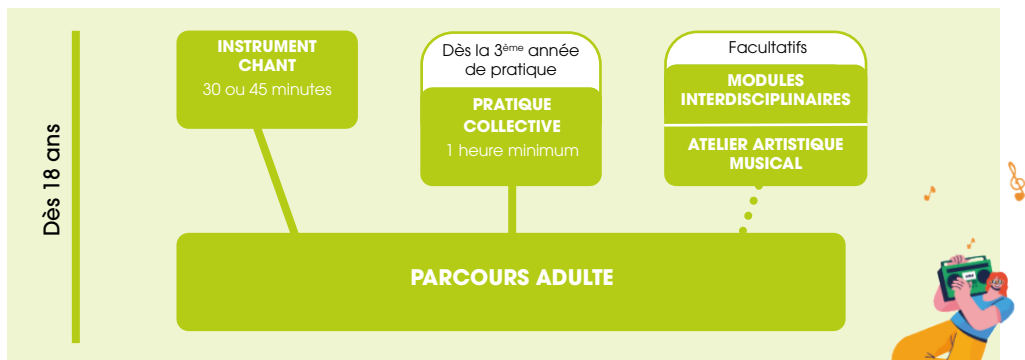 Dès 18 ans
INSTRUMENT
CHANT
30 ou 45 minutes
Dès la 3ème année
de pratique
PRATIQUE
COLLECTIVE
1 heure minimum
Facultatifs
MODULES
INTERDISCIPLINAIRES
ATELIER ARTISTIQUE
MUSICAL
PARCOURS ADULTE